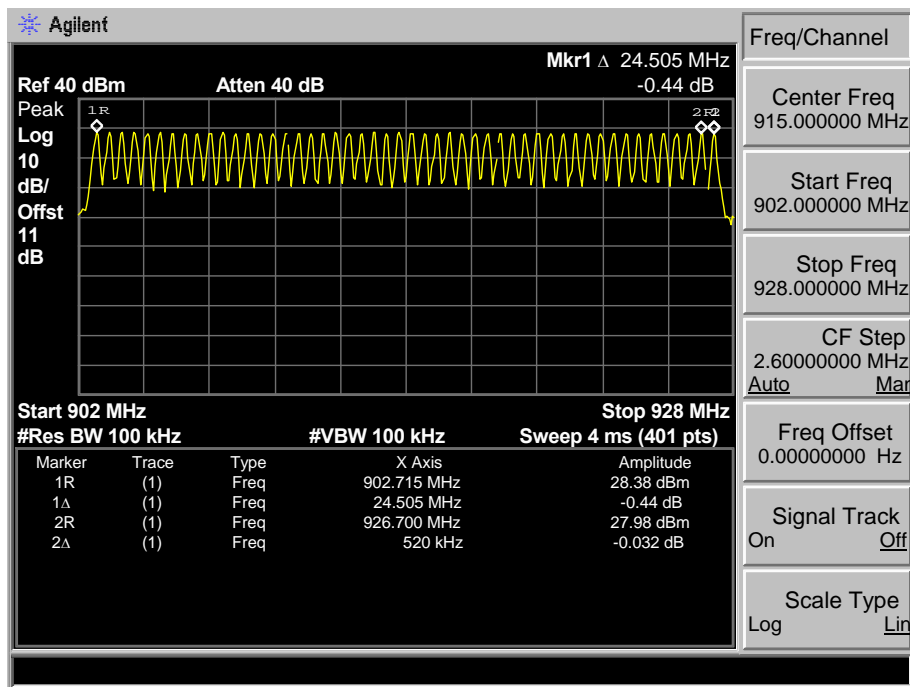 Agilent
Freq/Channel
Mkr1 Δ 24.505 MHz
Ref 40 dBm Atten 40 dB -0.44 dB
Peak
Log
10
dB/
Offst
11
dB
1R
Start 902 MHz Stop 928 MHz
#Res BW 100 kHz #VBW 100 kHz Sweep 4 ms (401 pts)
Marker Trace Type X Axis Amplitude
1R (1) Freq 902.715 MHz 28.38 dBm
1Δ (1) Freq 24.505 MHz -0.44 dB
2R (1) Freq 926.700 MHz 27.98 dBm
2Δ (1) Freq 520 kHz -0.032 dB
Center Freq
915.000000 MHz
Start Freq
902.000000 MHz
Stop Freq
928.000000 MHz
CF Step
2.60000000 MHz
Auto Man
Freq Offset
0.00000000 Hz
Signal Track
On Off
Scale Type
Log Lin